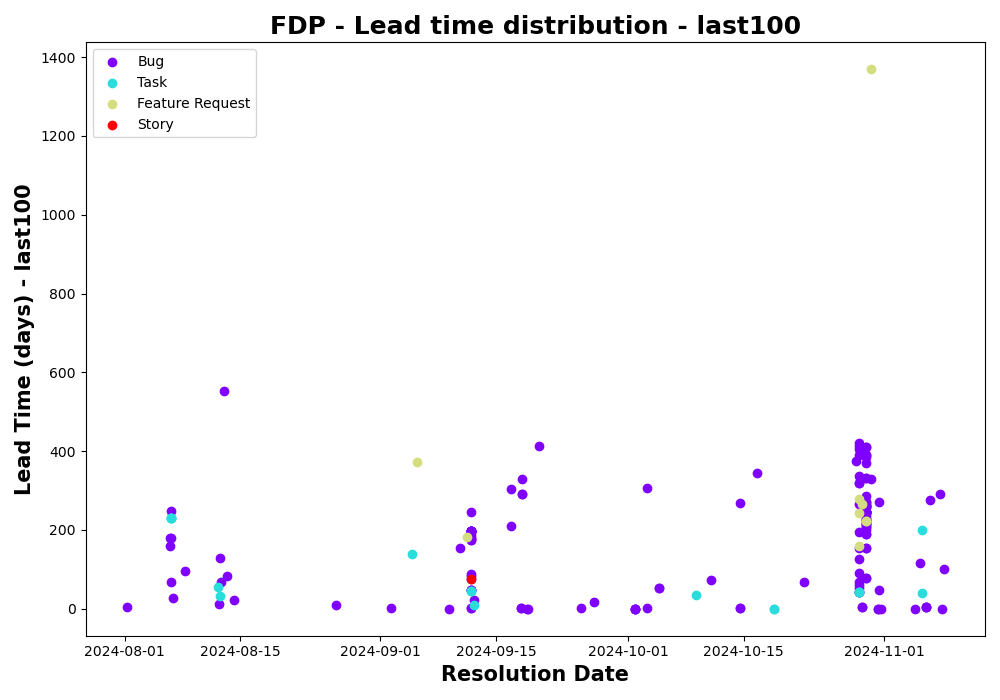 FDP - Lead time distribution - last100
Bug
Task
Feature Request
Story
Lead Time (days) - last100
1400
1200
1000
800
600
400
200
0
2024-08-01 2024-08-15 2024-09-01 2024-09-15 2024-10-01 2024-10-15 2024-11-01
Resolution Date